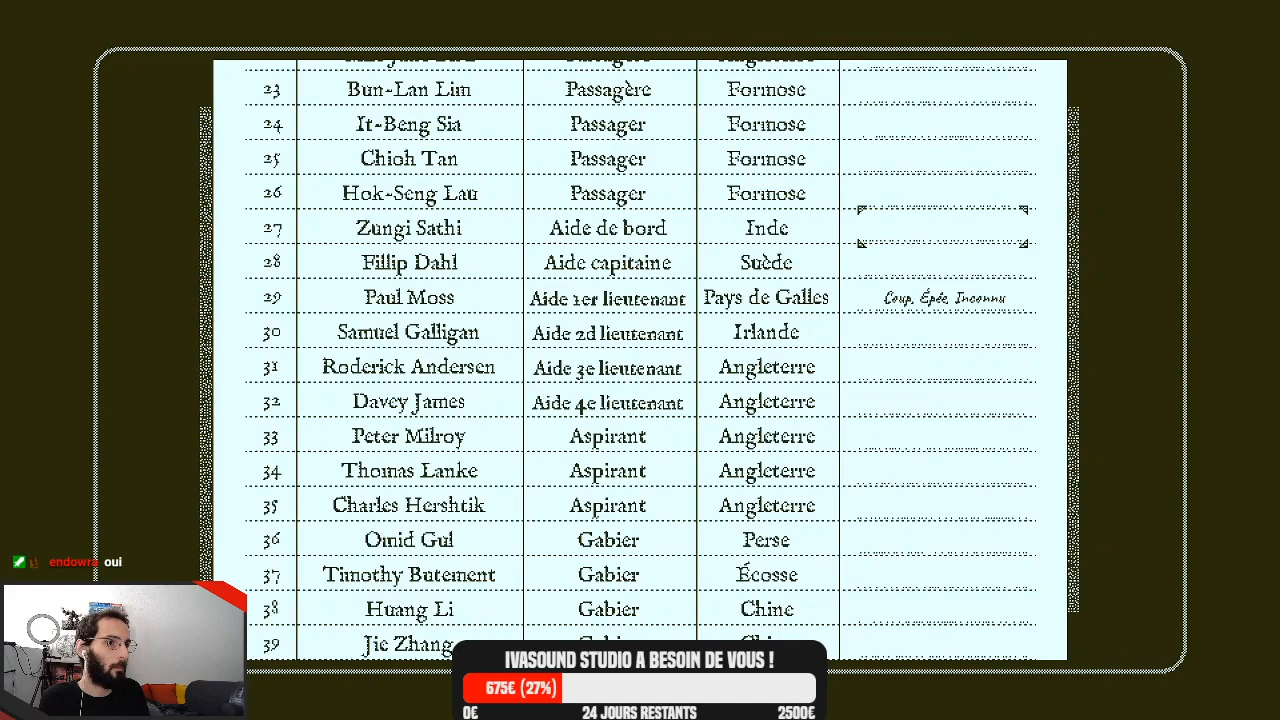 23 Bun-Lan Lim Passagère Formose
24 It-Beng Sia Passager Formose
25 Chioh Tan Passager Formose
26 Hok-Seng Lau Passager Formose
27 Zungi Sathi Aide de bord Inde
28 Fillip Dahl Aide capitaine Suède
29 Paul Moss Aide 1er lieutenant Pays de Galles Coup, Épée, Inconnu
30 Samuel Galligan Aide 2d lieutenant Irlande
31 Roderick Andersen Aide 3e lieutenant Angleterre
32 Davey James Aide 4e lieutenant Angleterre
33 Peter Milroy Aspirant Angleterre
34 Thomas Lanke Aspirant Angleterre
35 Charles Hershtik Aspirant Angleterre
36 Omid Gul Gabier Perse
37 Timothy Butement Gabier Écosse
38 Huang Li Gabier Chine
39 Jie Zhang
endowra oui
IVASOUND STUDIO A BESOIN DE VOUS !
675€ (27%)
0€ 24 JOURS RESTANTS 2500€